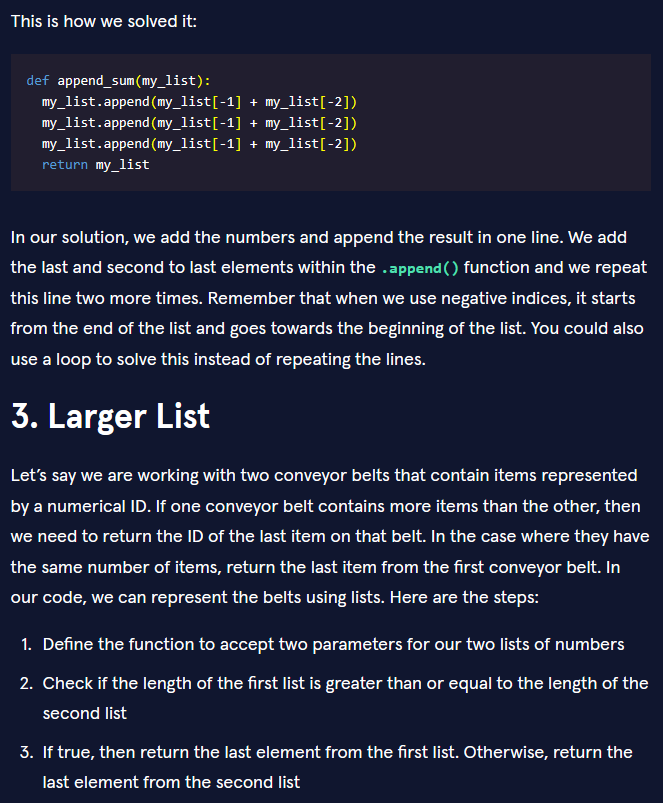 This is how we solved it:
def append_sum(my_list):
  my_list.append(my_list[-1] + my_list[-2])
  my_list.append(my_list[-1] + my_list[-2])
  my_list.append(my_list[-1] + my_list[-2])
  return my_list
In our solution, we add the numbers and append the result in one line. We add
the last and second to last elements within the .append() function and we repeat
this line two more times. Remember that when we use negative indices, it starts
from the end of the list and goes towards the beginning of the list. You could also
use a loop to solve this instead of repeating the lines.
3. Larger List
Let’s say we are working with two conveyor belts that contain items represented
by a numerical ID. If one conveyor belt contains more items than the other, then
we need to return the ID of the last item on that belt. In the case where they have
the same number of items, return the last item from the first conveyor belt. In
our code, we can represent the belts using lists. Here are the steps:
1. Define the function to accept two parameters for our two lists of numbers
2. Check if the length of the first list is greater than or equal to the length of the
second list
3. If true, then return the last element from the first list. Otherwise, return the
last element from the second list